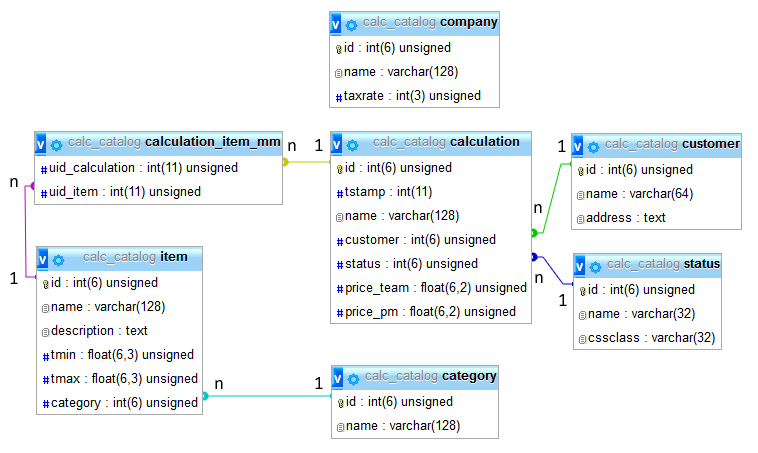 v calc_catalog company
id : int(6) unsigned
name : varchar(128)
# taxrate : int(3) unsigned
v calc_catalog calculation_item_mm
# uid_calculation : int(11) unsigned
# uid_item : int(11) unsigned
n 1
v calc_catalog calculation
id : int(6) unsigned
# tstamp : int(11)
name : varchar(128)
# customer : int(6) unsigned
# status : int(6) unsigned
# price_team : float(6,2) unsigned
# price_pm : float(6,2) unsigned
1
n
v calc_catalog customer
id : int(6) unsigned
name : varchar(64)
address : text
n
1
v calc_catalog status
id : int(6) unsigned
name : varchar(32)
cssclass : varchar(32)
n
1
v calc_catalog item
id : int(6) unsigned
name : varchar(128)
description : text
# tmin : float(6,3) unsigned
# tmax : float(6,3) unsigned
# category : int(6) unsigned
n 1
v calc_catalog category
id : int(6) unsigned
name : varchar(128)